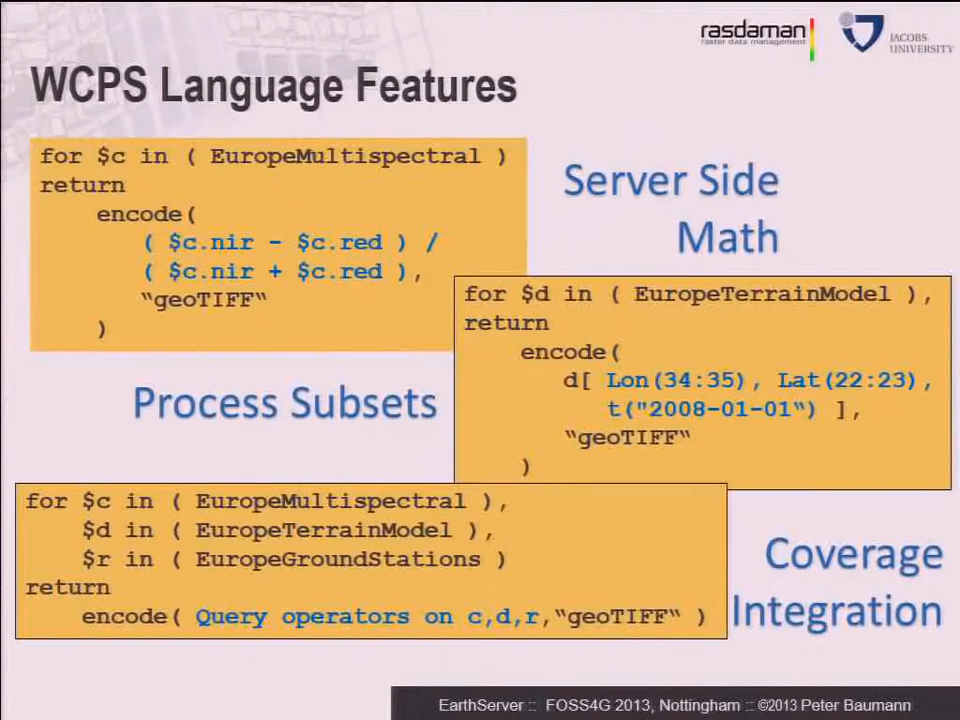 rasdaman
raster data management
JACOBS
UNIVERSITY
WCPS Language Features
for $c in ( EuropeMultispectral )
return
encode(
( $c.nir - $c.red ) /
( $c.nir + $c.red ),
“geoTIFF“
)
Server Side
Math
for $d in ( EuropeTerrainModel ),
return
encode(
d[ Lon(34:35), Lat(22:23),
t("2008-01-01“) ],
“geoTIFF“
)
Process Subsets
for $c in ( EuropeMultispectral ),
$d in ( EuropeTerrainModel ),
$r in ( EuropeGroundStations )
return
encode( Query operators on c,d,r,“geoTIFF“ )
Coverage
Integration
EarthServer :: FOSS4G 2013, Nottingham :: ©2013 Peter Baumann